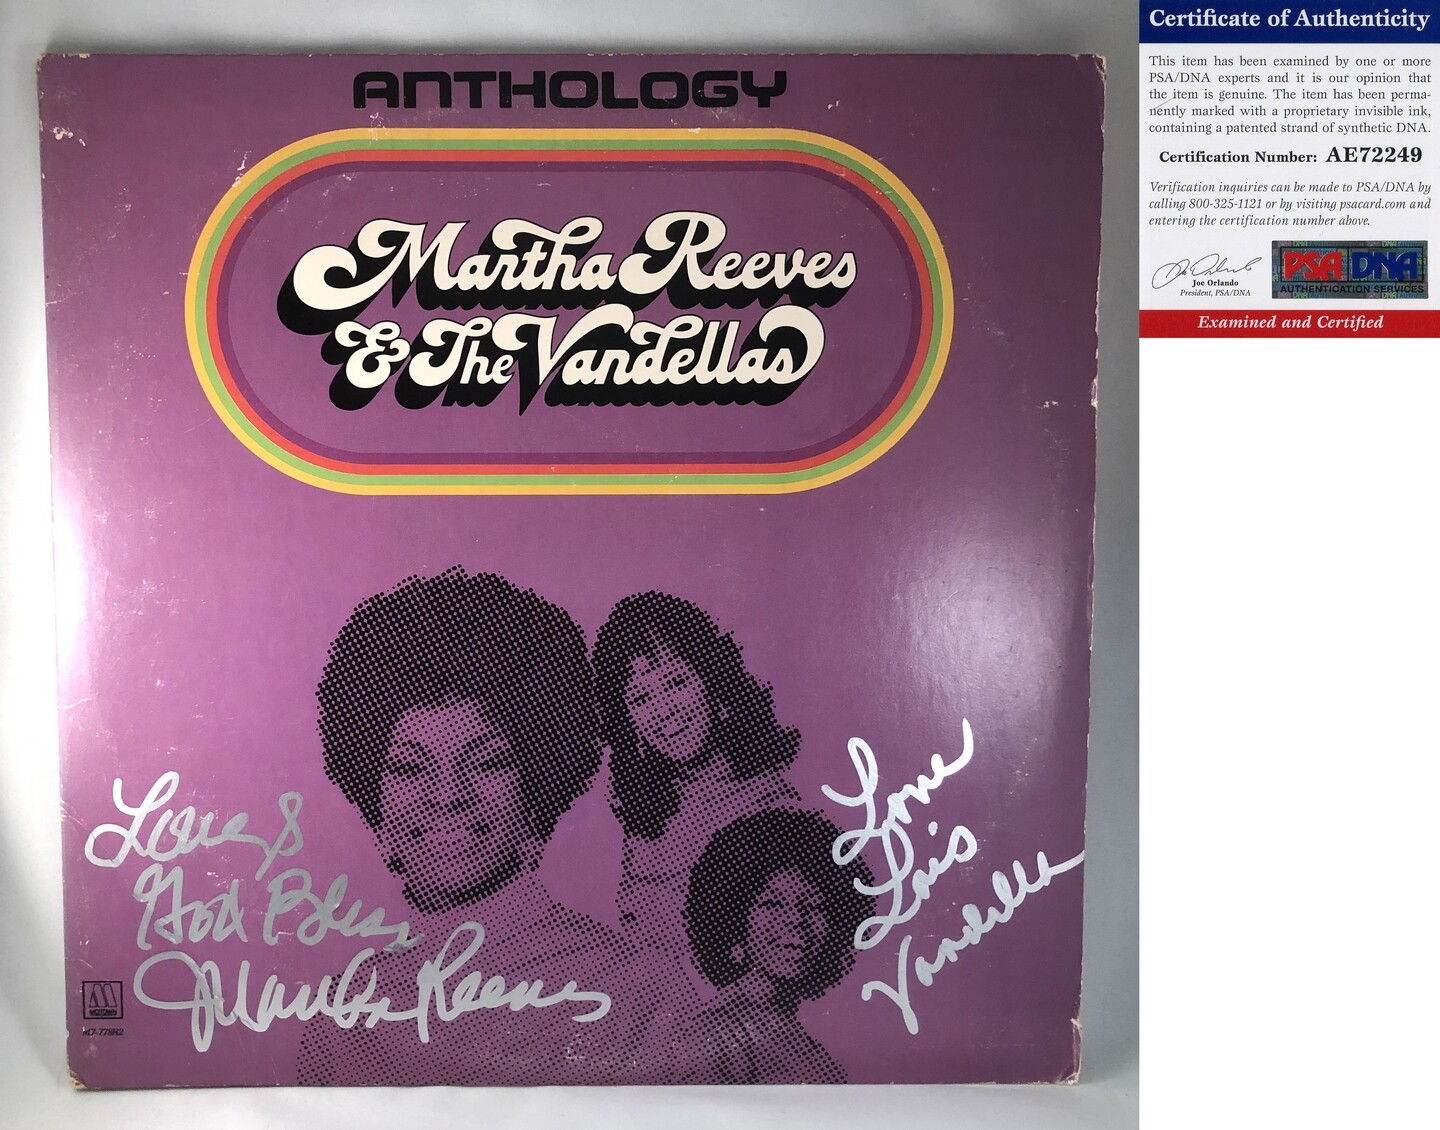 ANTHOLOGY
Martha Reeves
& The Vandellas
Love &
God Bless
Martha Reeves
Love
Lois
Vandella
M7-778R2
Certificate of Authenticity
This item has been examined by one or more
PSA/DNA experts and it is our opinion that
the item is genuine. The item has been perma-
nently marked with a proprietary invisible ink,
containing a patented strand of synthetic DNA.
Certification Number: AE72249
Verification inquiries can be made to PSA/DNA by
calling 800-325-1121 or by visiting psacard.com and
entering the certification number above.
Joe Orlando
President, PSA/DNA
PSA DNA
AUTHENTICATION SERVICES
Examined and Certified